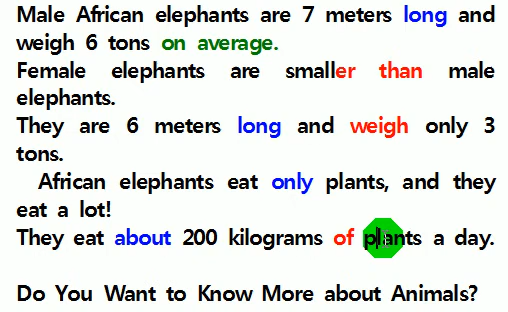 Male African elephants are 7 meters long and
weigh 6 tons on average.
Female elephants are smaller than male
elephants.
They are 6 meters long and weigh only 3
tons.
African elephants eat only plants, and they
eat a lot!
They eat about 200 kilograms of plants a day.
Do You Want to Know More about Animals?